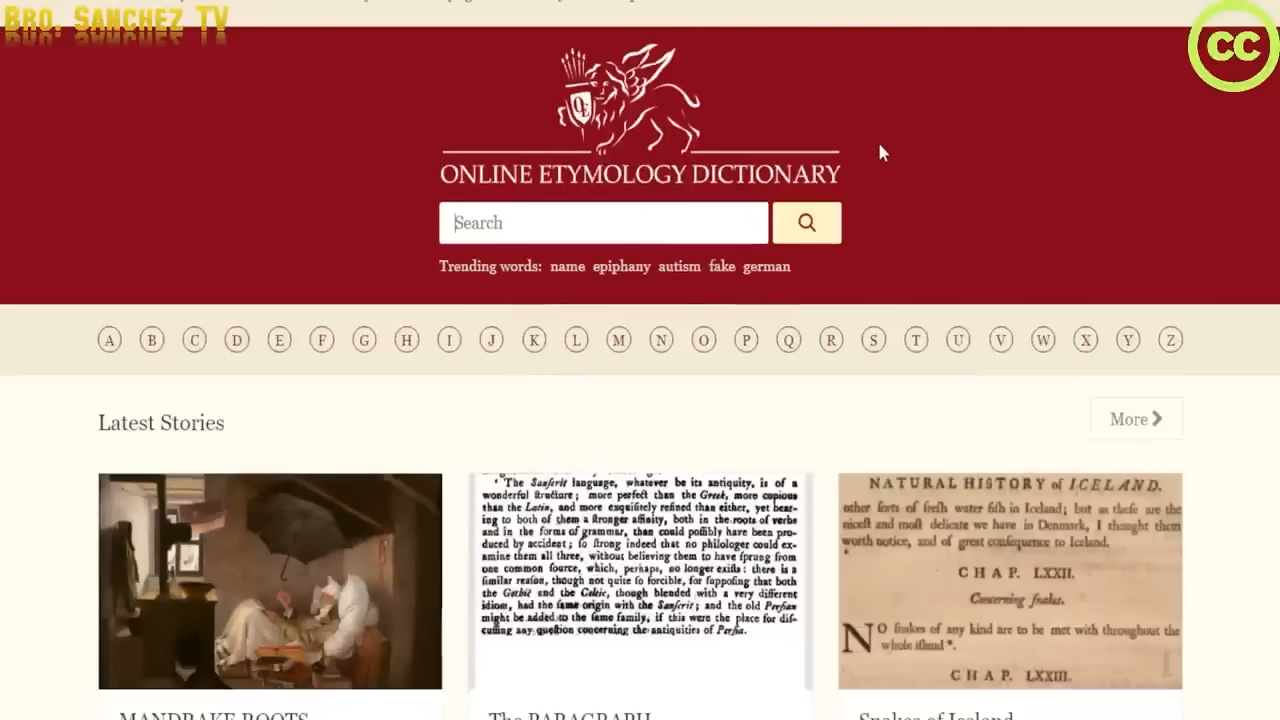 BRO. SANCHEZ TV
CC
OE
ONLINE ETYMOLOGY DICTIONARY
Search
Trending words: name epiphany autism fake german
A B C D E F G H I J K L M N O P Q R S T U V W X Y Z
Latest Stories
More
' The Sanſcrit language, whatever be its antiquity, is of a
wonderful ſtructure; more perfect than the Greek, more copious
than the Latin, and more exquiſitely refined than either, yet bear-
ing to both of them a ſtronger affinity, both in the roots of verbs
and in the forms of grammar, than could poſſibly have been pro-
duced by accident; ſo ſtrong indeed that no philologer could ex-
amine them all three, without believing them to have ſprung from
one common ſource, which, perhaps, no longer exiſts: there is a
ſimilar reaſon, though not quite ſo forcible, for ſuppoſing that both
the Gothic and the Celtic, though blended with a very different
idiom, had the ſame origin with the Sanſcrit; and the old Perſian
might be added to the ſame family, if this were the place for diſ-
cuſſing any queſtion concerning the antiquities of Perſia.
NATURAL HISTORY of ICELAND.
other ſorts of freſh water fiſh in Iceland; but as theſe are the
niceſt and moſt delicate we have in Denmark, I thought them
worth notice, and of great conſequence to Iceland.
CHAP. LXXII.
Concerning ſnakes.
NO ſnakes of any kind are to be met with throughout the
whole iſland *.
CHAP. LXXIII.
MANDRAKE ROOTS
The PARAGRAPH
Snakes of Iceland